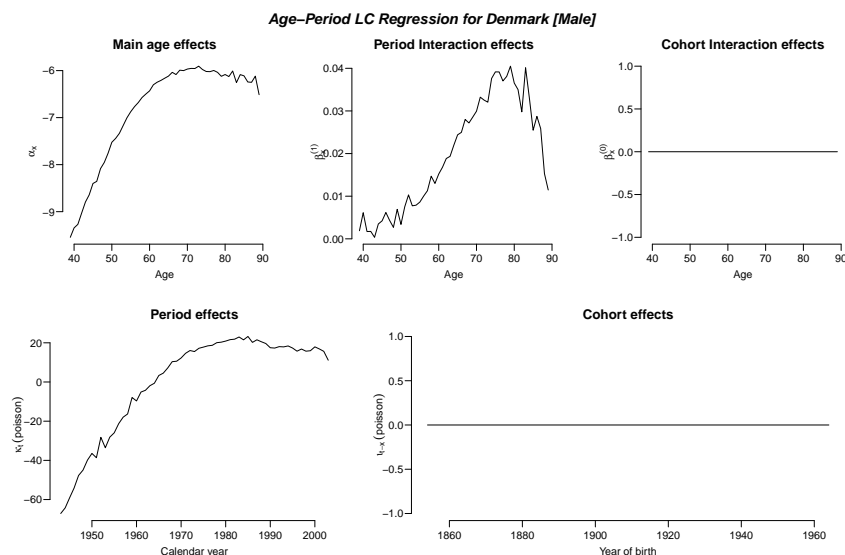 Age–Period LC Regression for Denmark [Male]
Main age effects
Period Interaction effects
Cohort Interaction effects
−6
−7
−8
−9
αx
40 50 60 70 80 90
Age
0.04
0.03
0.02
0.01
0.00
βx(1)
40 50 60 70 80 90
Age
1.0
0.5
0.0
−0.5
−1.0
βx(0)
40 50 60 70 80 90
Age
Period effects
Cohort effects
20
0
−20
−40
−60
κt (poisson)
1950 1960 1970 1980 1990 2000
Calendar year
1.0
0.5
0.0
−0.5
−1.0
ιt−x (poisson)
1860 1880 1900 1920 1940 1960
Year of birth